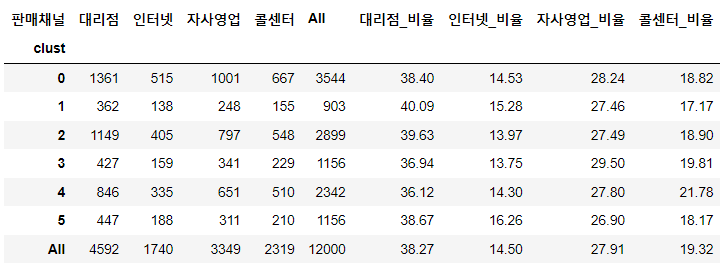 판매채널 대리점 인터넷 자사영업 콜센터 All 대리점_비율 인터넷_비율 자사영업_비율 콜센터_비율
clust
0 1361 515 1001 667 3544 38.40 14.53 28.24 18.82
1 362 138 248 155 903 40.09 15.28 27.46 17.17
2 1149 405 797 548 2899 39.63 13.97 27.49 18.90
3 427 159 341 229 1156 36.94 13.75 29.50 19.81
4 846 335 651 510 2342 36.12 14.30 27.80 21.78
5 447 188 311 210 1156 38.67 16.26 26.90 18.17
All 4592 1740 3349 2319 12000 38.27 14.50 27.91 19.32